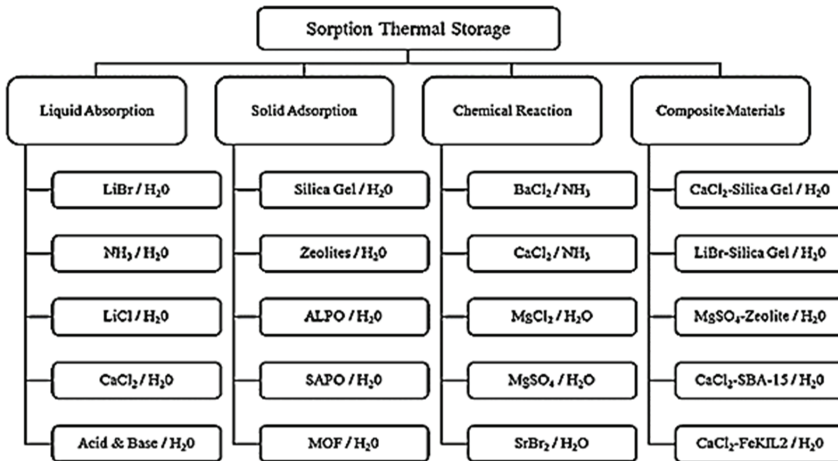 Sorption Thermal Storage
Liquid Absorption
LiBr / H₂0
NH₃ / H₂0
LiCl / H₂0
CaCl₂ / H₂0
Acid & Base / H₂0
Solid Adsorption
Silica Gel / H₂0
Zeolites / H₂0
ALPO / H₂0
SAPO / H₂0
MOF / H₂0
Chemical Reaction
BaCl₂ / NH₃
CaCl₂ / NH₃
MgCl₂ / H₂O
MgSO₄ / H₂O
SrBr₂ / H₂O
Composite Materials
CaCl₂-Silica Gel / H₂0
LiBr-Silica Gel / H₂0
MgSO₄-Zeolite / H₂0
CaCl₂-SBA-15 / H₂0
CaCl₂-FeKIL2 / H₂0